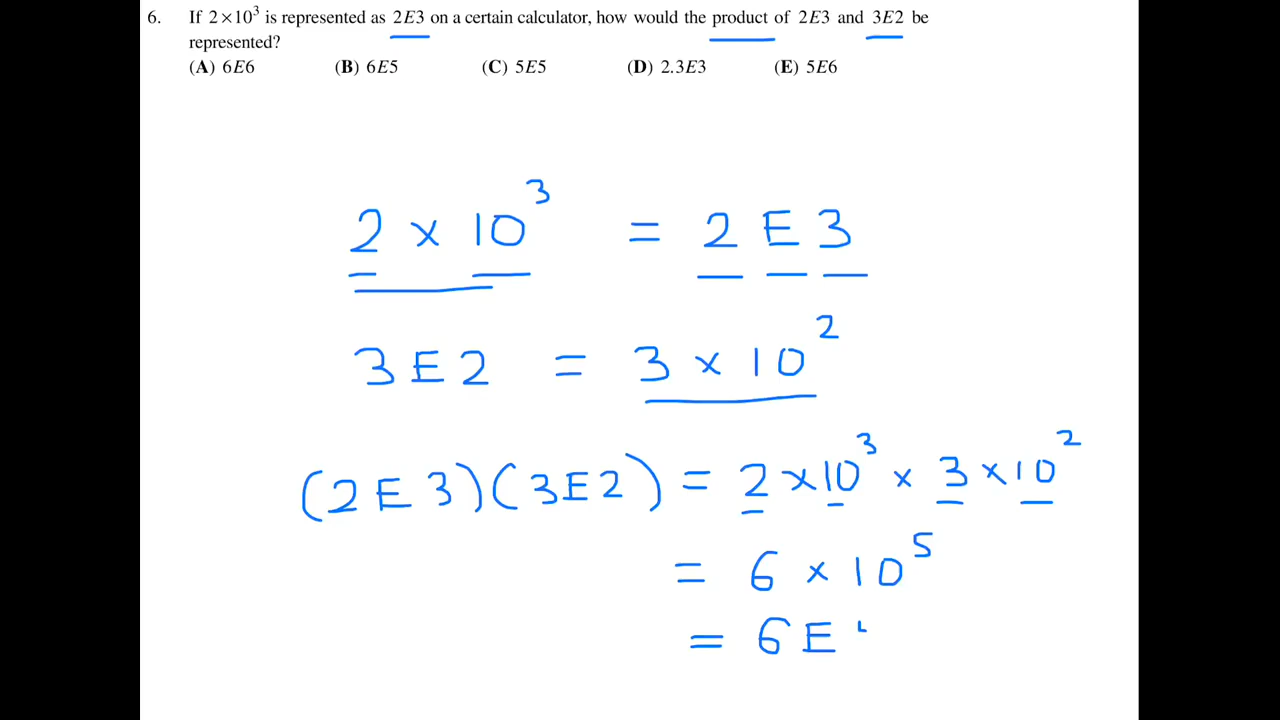 6. If 2×10³ is represented as 2E3 on a certain calculator, how would the product of 2E3 and 3E2 be
represented?
(A) 6E6 (B) 6E5 (C) 5E5 (D) 2.3E3 (E) 5E6
2 × 10³ = 2 E 3
3 E 2 = 3 × 10²
(2 E 3)(3 E 2) = 2 × 10³ × 3 × 10²
= 6 × 10⁵
= 6 E